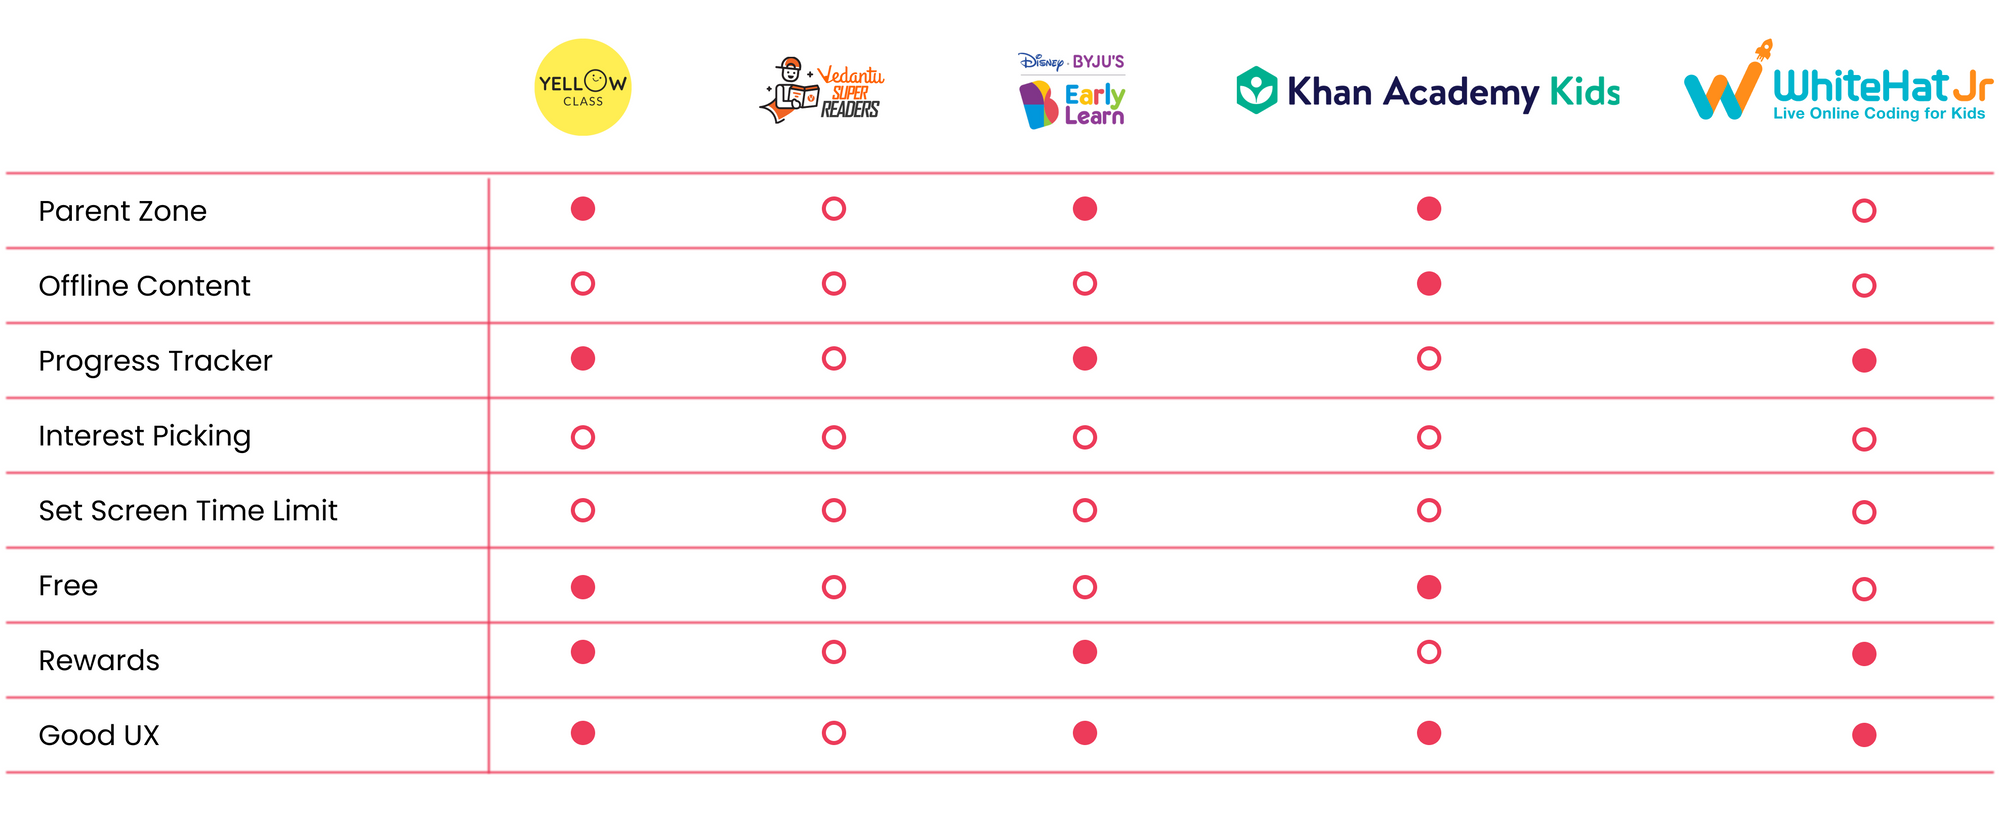 YELLOW
CLASS
Vedantu
SUPER
READERS
Disney · BYJU'S
Early
Learn
Khan Academy Kids
WhiteHat Jr
Live Online Coding for Kids
Parent Zone
Offline Content
Progress Tracker
Interest Picking
Set Screen Time Limit
Free
Rewards
Good UX